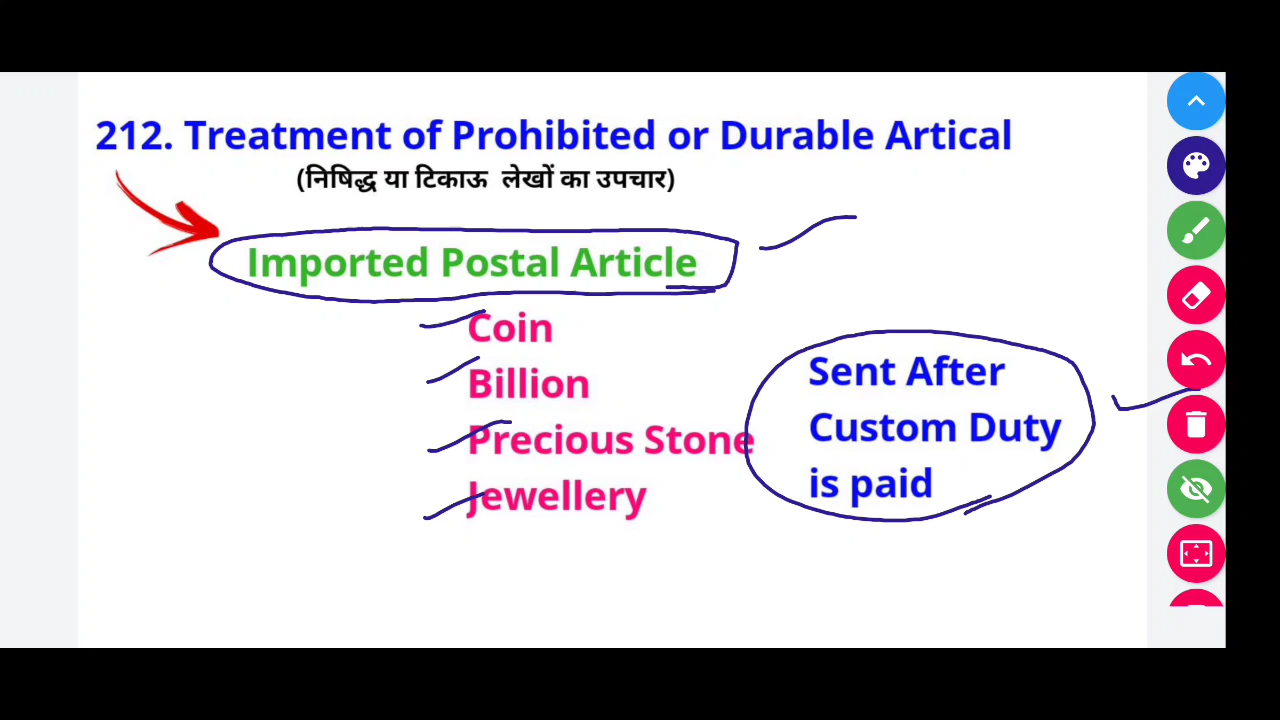 212. Treatment of Prohibited or Durable Artical
(निषिद्ध या टिकाऊ लेखों का उपचार)
Imported Postal Article
Coin
Billion
Precious Stone
Jewellery
Sent After
Custom Duty
is paid